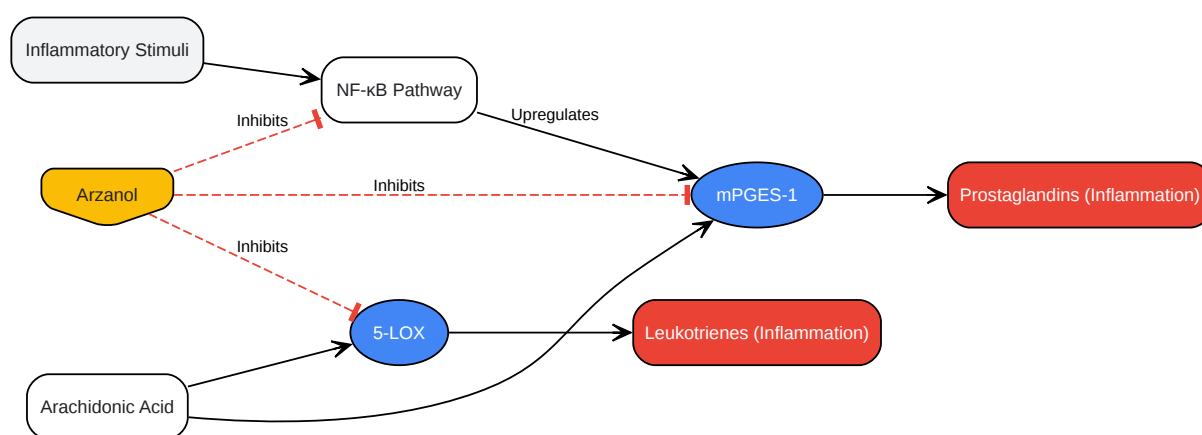 Inflammatory Stimuli
NF-κB Pathway
Upregulates
Inhibits
Arzanol
Inhibits
mPGES-1
Prostaglandins (Inflammation)
Inhibits
5-LOX
Leukotrienes (Inflammation)
Arachidonic Acid